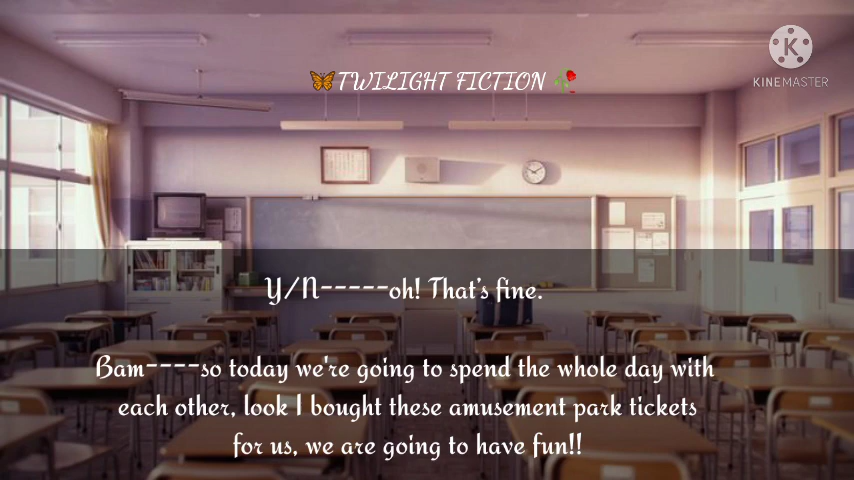 🦋TWILIGHT FICTION 🥀
KINEMASTER
Y/N-----oh! That's fine.
Bam----so today we're going to spend the whole day with
each other, look I bought these amusement park tickets
for us, we are going to have fun!!